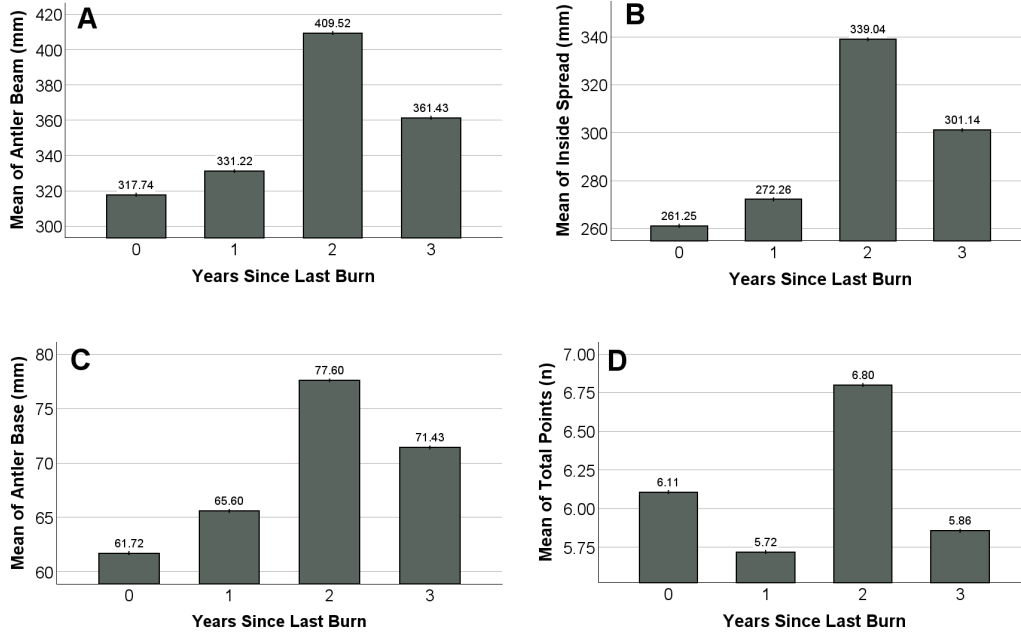 A
Mean of Antler Beam (mm)
420
400
380
360
340
320
300
317.74
331.22
409.52
361.43
0 1 2 3
Years Since Last Burn
B
Mean of Inside Spread (mm)
340
320
300
280
260
261.25
272.26
339.04
301.14
0 1 2 3
Years Since Last Burn
C
Mean of Antler Base (mm)
80
75
70
65
60
61.72
65.60
77.60
71.43
0 1 2 3
Years Since Last Burn
D
Mean of Total Points (n)
7.00
6.75
6.50
6.25
6.00
5.75
6.11
5.72
6.80
5.86
0 1 2 3
Years Since Last Burn